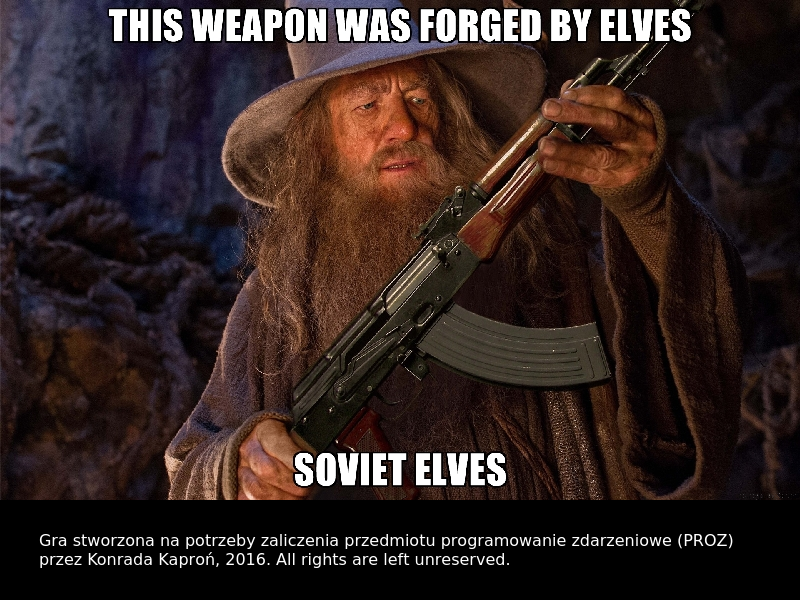 THIS WEAPON WAS FORGED BY ELVES
SOVIET ELVES
Gra stworzona na potrzeby zaliczenia przedmiotu programowanie zdarzeniowe (PROZ)
przez Konrada Kaproń, 2016. All rights are left unreserved.